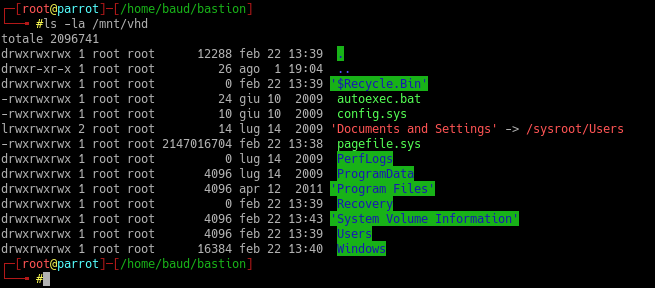 ┌─[root@parrot]─[/home/baud/bastion]
└──╼ #ls -la /mnt/vhd
totale 2096741
drwxrwxrwx 1 root root      12288 feb 22 13:39 .
drwxr-xr-x 1 root root         26 ago  1 19:04 ..
drwxrwxrwx 1 root root          0 feb 22 13:39 '$Recycle.Bin'
-rwxrwxrwx 1 root root         24 giu 10  2009 autoexec.bat
-rwxrwxrwx 1 root root         10 giu 10  2009 config.sys
lrwxrwxrwx 2 root root         14 lug 14  2009 'Documents and Settings' -> /sysroot/Users
-rwxrwxrwx 1 root root 2147016704 feb 22 13:38 pagefile.sys
drwxrwxrwx 1 root root          0 lug 14  2009 PerfLogs
drwxrwxrwx 1 root root       4096 lug 14  2009 ProgramData
drwxrwxrwx 1 root root       4096 apr 12  2011 'Program Files'
drwxrwxrwx 1 root root          0 feb 22 13:39 Recovery
drwxrwxrwx 1 root root       4096 feb 22 13:43 'System Volume Information'
drwxrwxrwx 1 root root       4096 feb 22 13:39 Users
drwxrwxrwx 1 root root      16384 feb 22 13:40 Windows
┌─[root@parrot]─[/home/baud/bastion]
└──╼ #